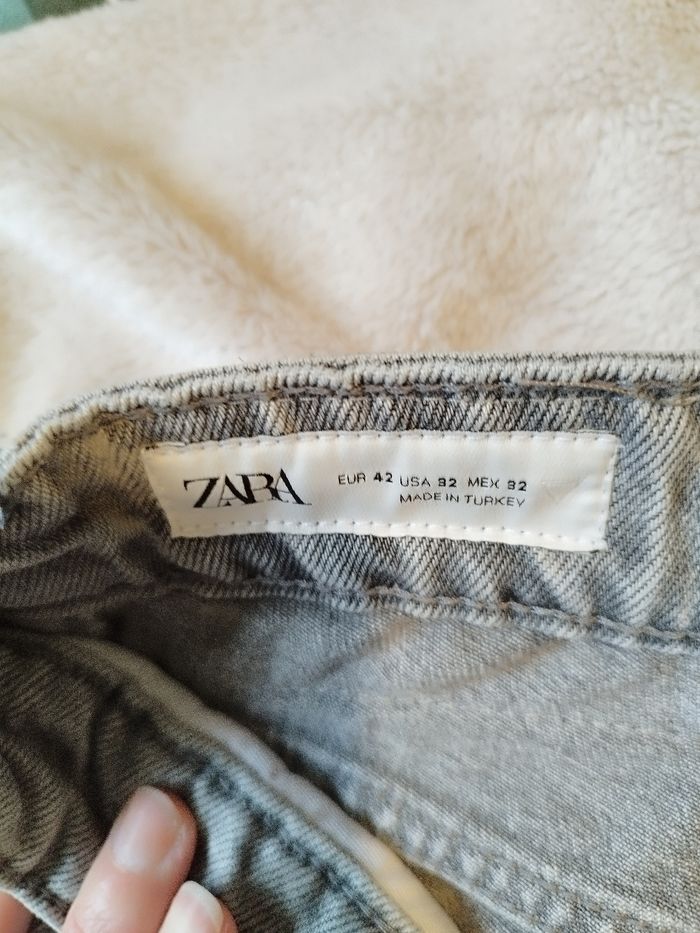 ZARA
EUR 42 USA 32 MEX 32
MADE IN TURKEY